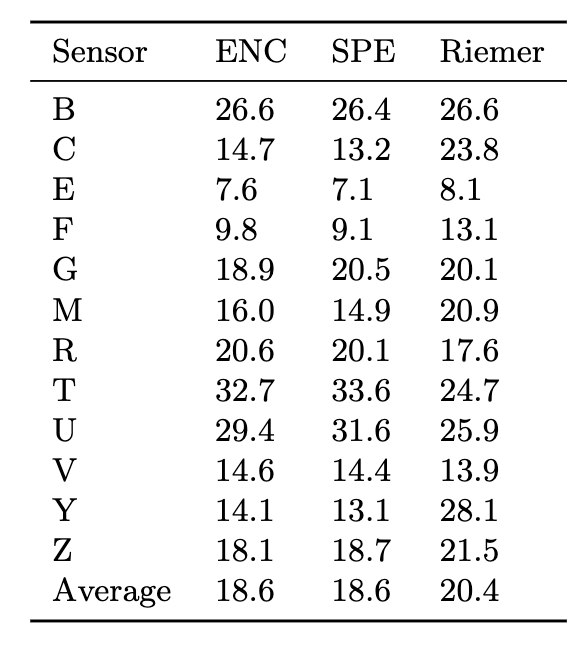 Sensor ENC SPE Riemer
B 26.6 26.4 26.6
C 14.7 13.2 23.8
E 7.6 7.1 8.1
F 9.8 9.1 13.1
G 18.9 20.5 20.1
M 16.0 14.9 20.9
R 20.6 20.1 17.6
T 32.7 33.6 24.7
U 29.4 31.6 25.9
V 14.6 14.4 13.9
Y 14.1 13.1 28.1
Z 18.1 18.7 21.5
Average 18.6 18.6 20.4